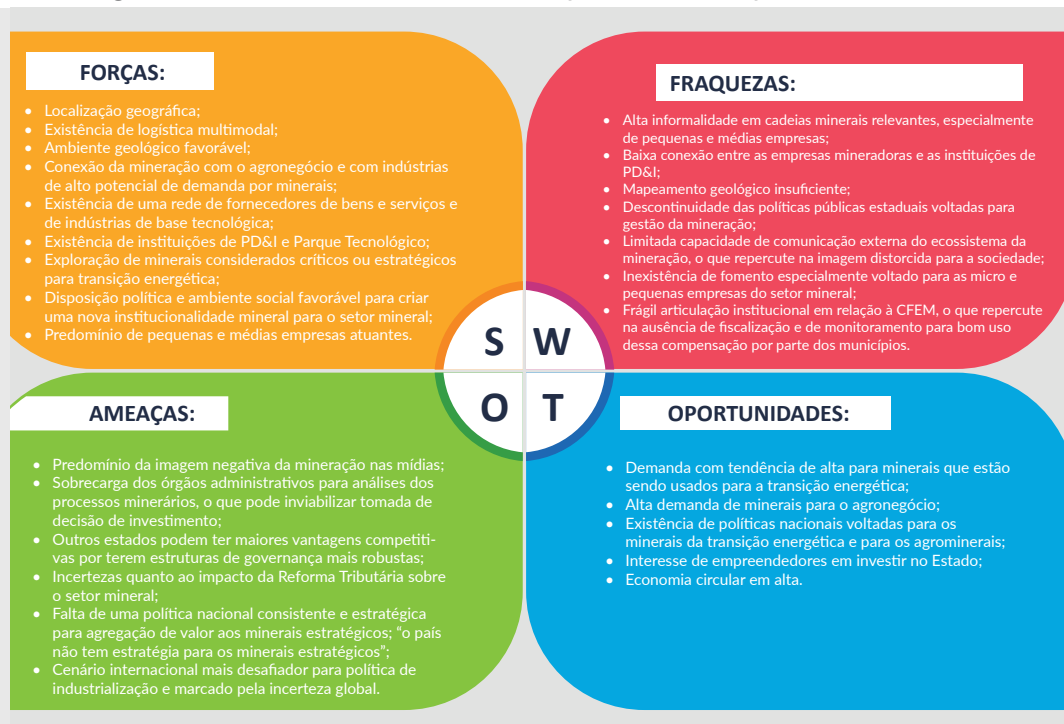 FORÇAS:
• Localização geográfica;
• Existência de logística multimodal;
• Ambiente geológico favorável;
• Conexão da mineração com o agronegócio e com indústrias
de alto potencial de demanda por minerais;
• Existência de uma rede de fornecedores de bens e serviços e
de indústrias de base tecnológica;
• Existência de instituições de PD&I e Parque Tecnológico;
• Exploração de minerais considerados críticos ou estratégicos
para transição energética;
• Disposição política e ambiente social favorável para criar
uma nova institucionalidade mineral para o setor mineral;
• Predomínio de pequenas e médias empresas atuantes.
FRAQUEZAS:
• Alta informalidade em cadeias minerais relevantes, especialmente
de pequenas e médias empresas;
• Baixa conexão entre as empresas mineradoras e as instituições de
PD&I;
• Mapeamento geológico insuficiente;
• Descontinuidade das políticas públicas estaduais voltadas para
gestão da mineração;
• Limitada capacidade de comunicação externa do ecossistema da
mineração, o que repercute na imagem distorcida para a sociedade;
• Inexistência de fomento especialmente voltado para as micro e
pequenas empresas do setor mineral;
• Frágil articulação institucional em relação à CFEM, o que repercute
na ausência de fiscalização e de monitoramento para bom uso
dessa compensação por parte dos municípios.
S W
O T
AMEAÇAS:
• Predomínio da imagem negativa da mineração nas mídias;
• Sobrecarga dos órgãos administrativos para análises dos
processos minerários, o que pode inviabilizar tomada de
decisão de investimento;
• Outros estados podem ter maiores vantagens competiti-
vas por terem estruturas de governança mais robustas;
• Incertezas quanto ao impacto da Reforma Tributária sobre
o setor mineral;
• Falta de uma política nacional consistente e estratégica
para agregação de valor aos minerais estratégicos; “o país
não tem estratégia para os minerais estratégicos”;
• Cenário internacional mais desafiador para política de
industrialização e marcado pela incerteza global.
OPORTUNIDADES:
• Demanda com tendência de alta para minerais que estão
sendo usados para a transição energética;
• Alta demanda de minerais para o agronegócio;
• Existência de políticas nacionais voltadas para os
minerais da transição energética e para os agrominerais;
• Interesse de empreendedores em investir no Estado;
• Economia circular em alta.